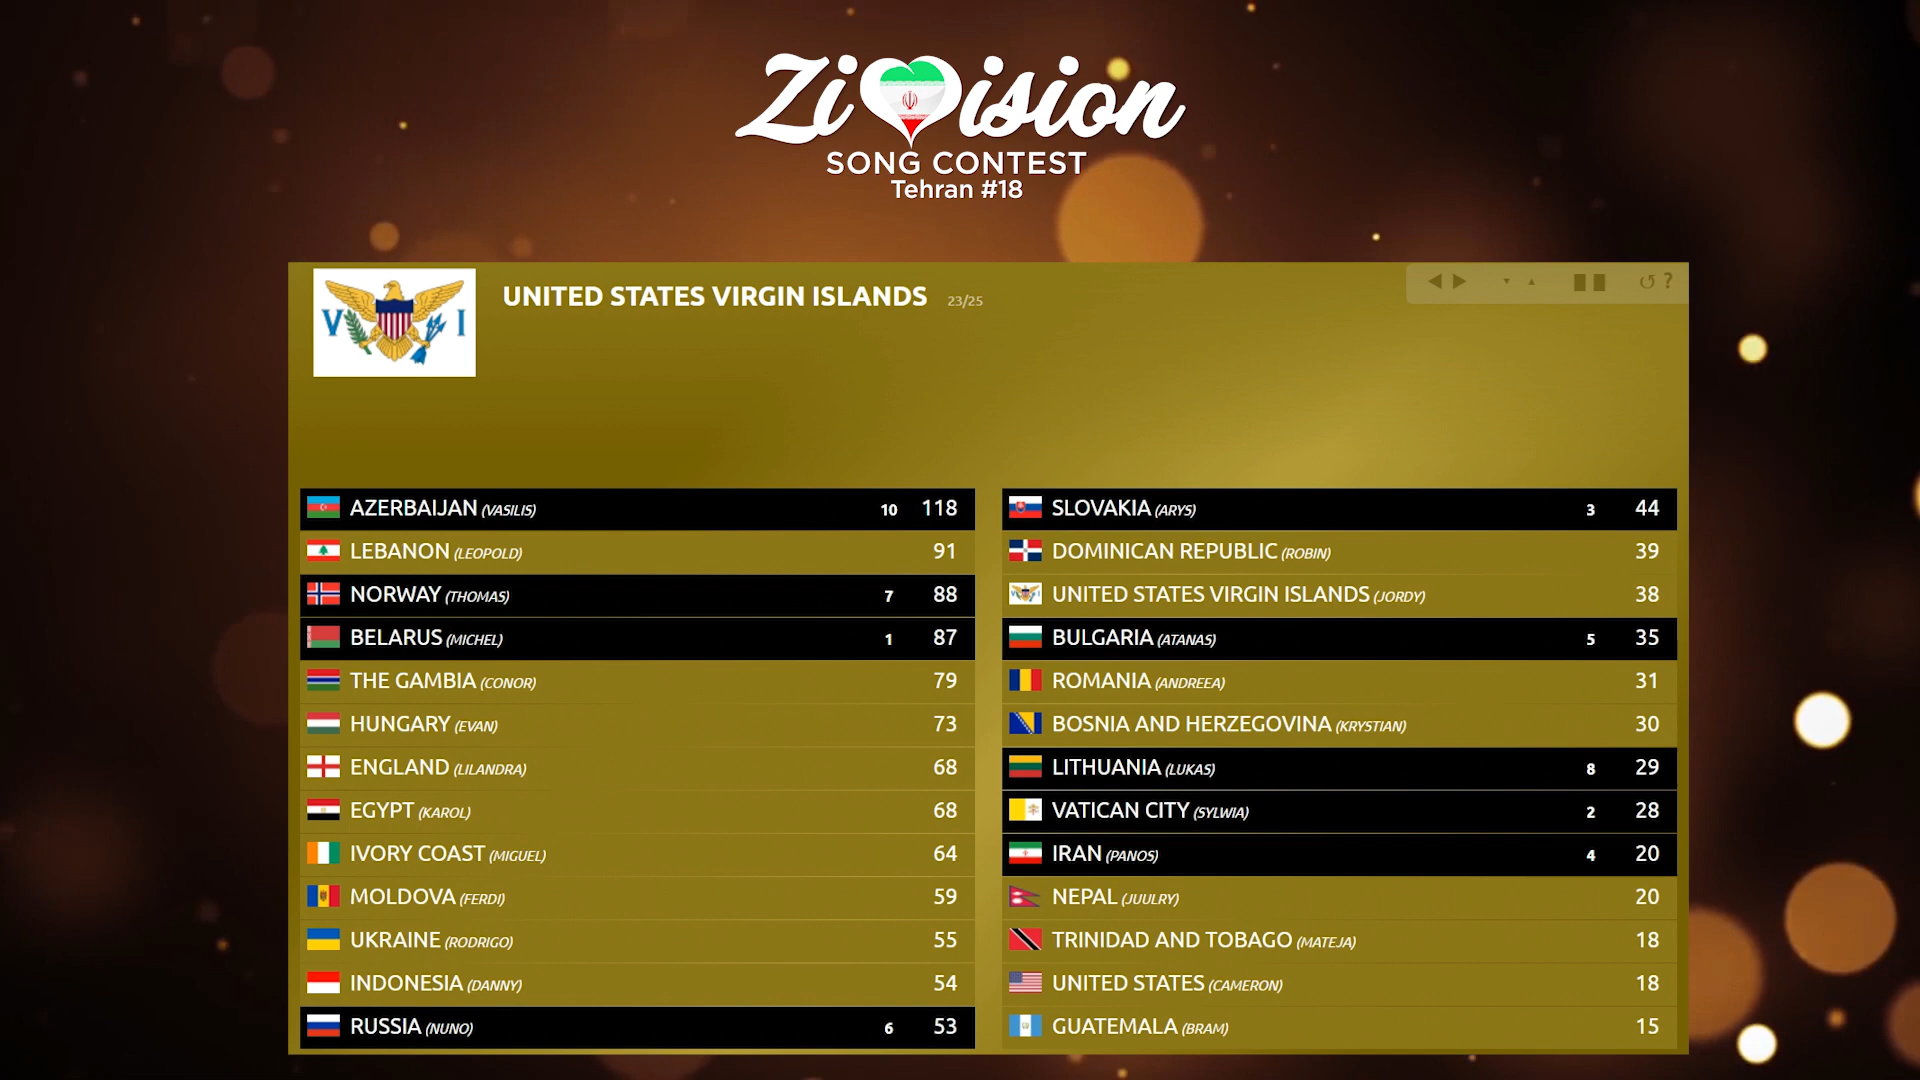 Zi vision
SONG CONTEST
Tehran #18
V I
UNITED STATES VIRGIN ISLANDS 23/25
?
AZERBAIJAN (VASILIS) 10 118
LEBANON (LEOPOLD) 91
NORWAY (THOMAS) 7 88
BELARUS (MICHEL) 1 87
THE GAMBIA (CONOR) 79
HUNGARY (EVAN) 73
ENGLAND (LILANDRA) 68
EGYPT (KAROL) 68
IVORY COAST (MIGUEL) 64
MOLDOVA (FERDI) 59
UKRAINE (RODRIGO) 55
INDONESIA (DANNY) 54
RUSSIA (NUNO) 6 53
SLOVAKIA (ARYS) 3 44
DOMINICAN REPUBLIC (ROBIN) 39
UNITED STATES VIRGIN ISLANDS (JORDY) 38
BULGARIA (ATANAS) 5 35
ROMANIA (ANDREEA) 31
BOSNIA AND HERZEGOVINA (KRYSTIAN) 30
LITHUANIA (LUKAS) 8 29
VATICAN CITY (SYLWIA) 2 28
IRAN (PANOS) 4 20
NEPAL (JUULRY) 20
TRINIDAD AND TOBAGO (MATEJA) 18
UNITED STATES (CAMERON) 18
GUATEMALA (BRAM) 15